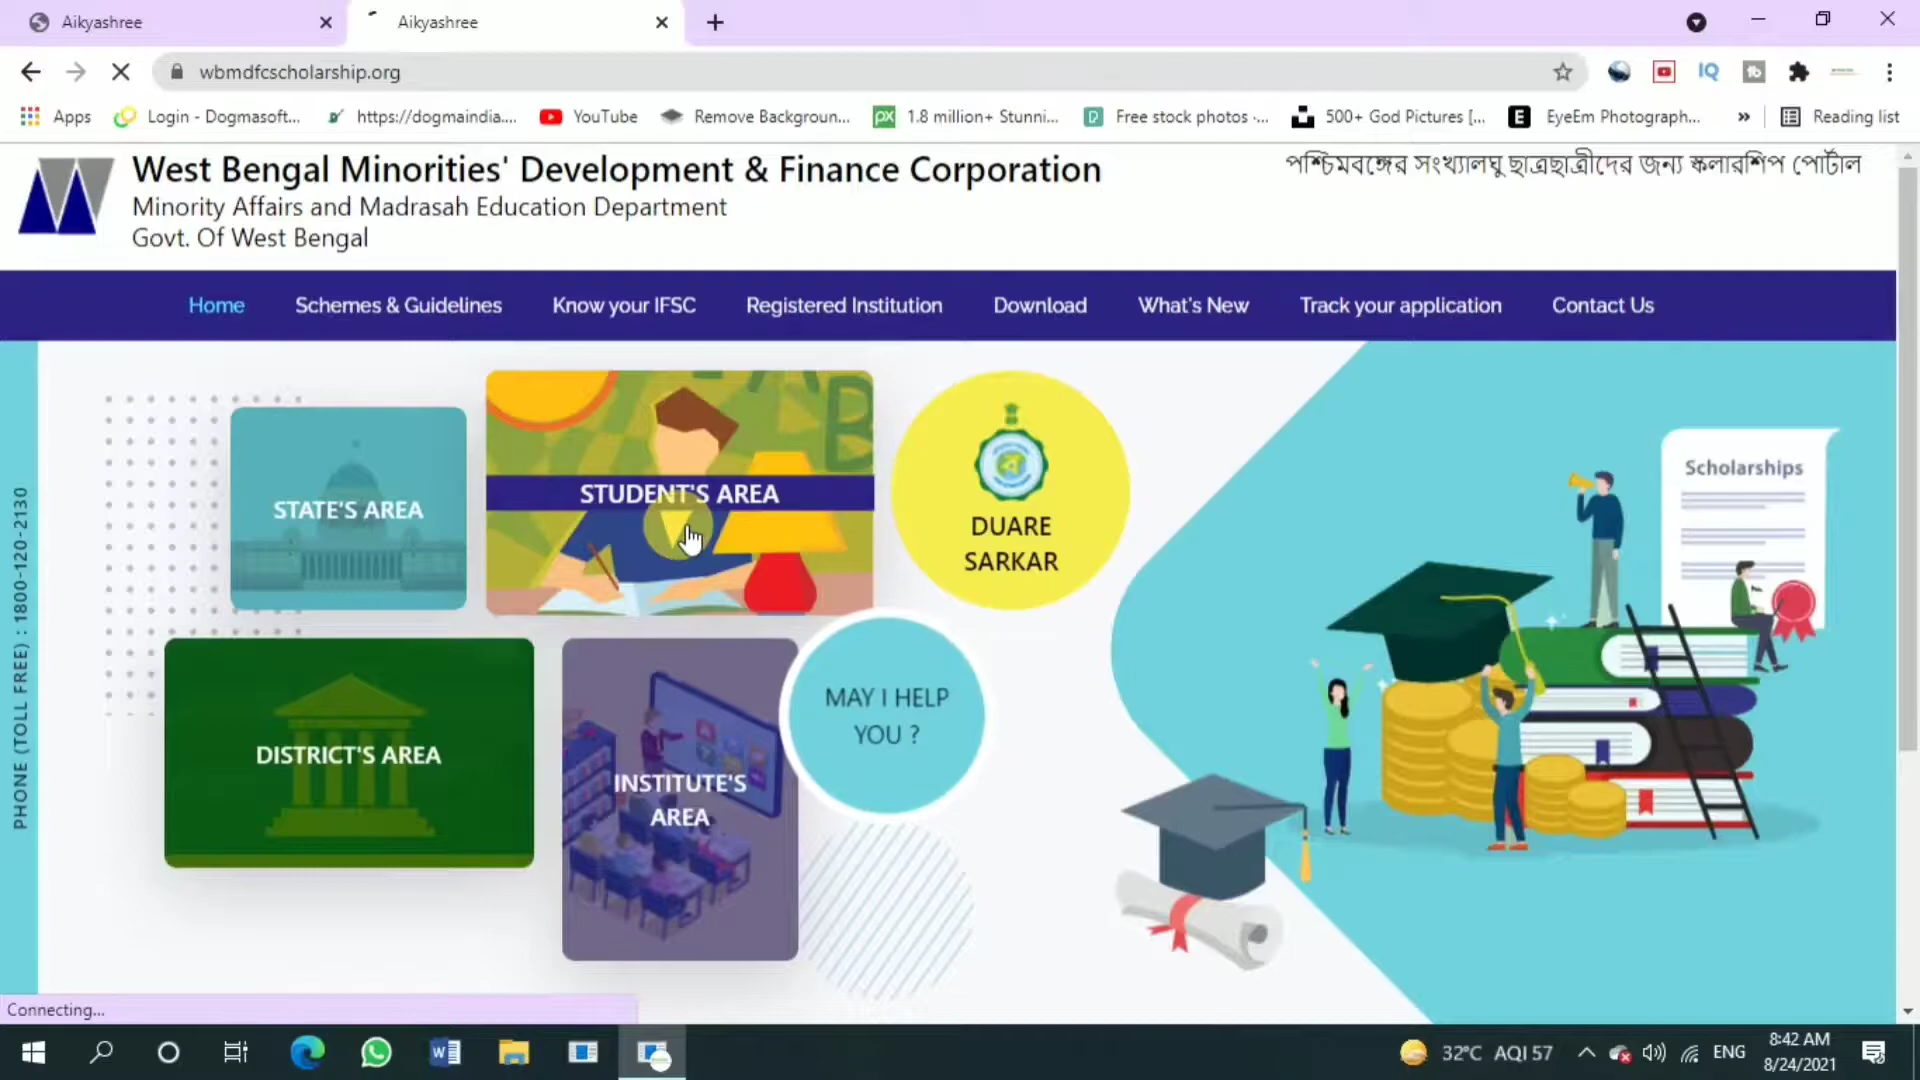 Aikyashree
Aikyashree
wbmdfcscholarship.org
Apps
Login - Dogmasoft...
https://dogmaindia....
YouTube
Remove Backgroun...
1.8 million+ Stunni...
Free stock photos ·...
500+ God Pictures [...
EyeEm Photograph...
»
Reading list
West Bengal Minorities' Development & Finance Corporation
Minority Affairs and Madrasah Education Department
Govt. Of West Bengal
পশ্চিমবঙ্গের সংখ্যালঘু ছাত্রছাত্রীদের জন্য স্কলারশিপ পোর্টাল
Home
Schemes & Guidelines
Know your IFSC
Registered Institution
Download
What's New
Track your application
Contact Us
PHONE (TOLL FREE) : 1800-120-2130
STATE'S AREA
STUDENT'S AREA
DUARE
SARKAR
DISTRICT'S AREA
INSTITUTE'S
AREA
MAY I HELP
YOU ?
Scholarships
Connecting...
32°C AQI 57
ENG
8:42 AM
8/24/2021